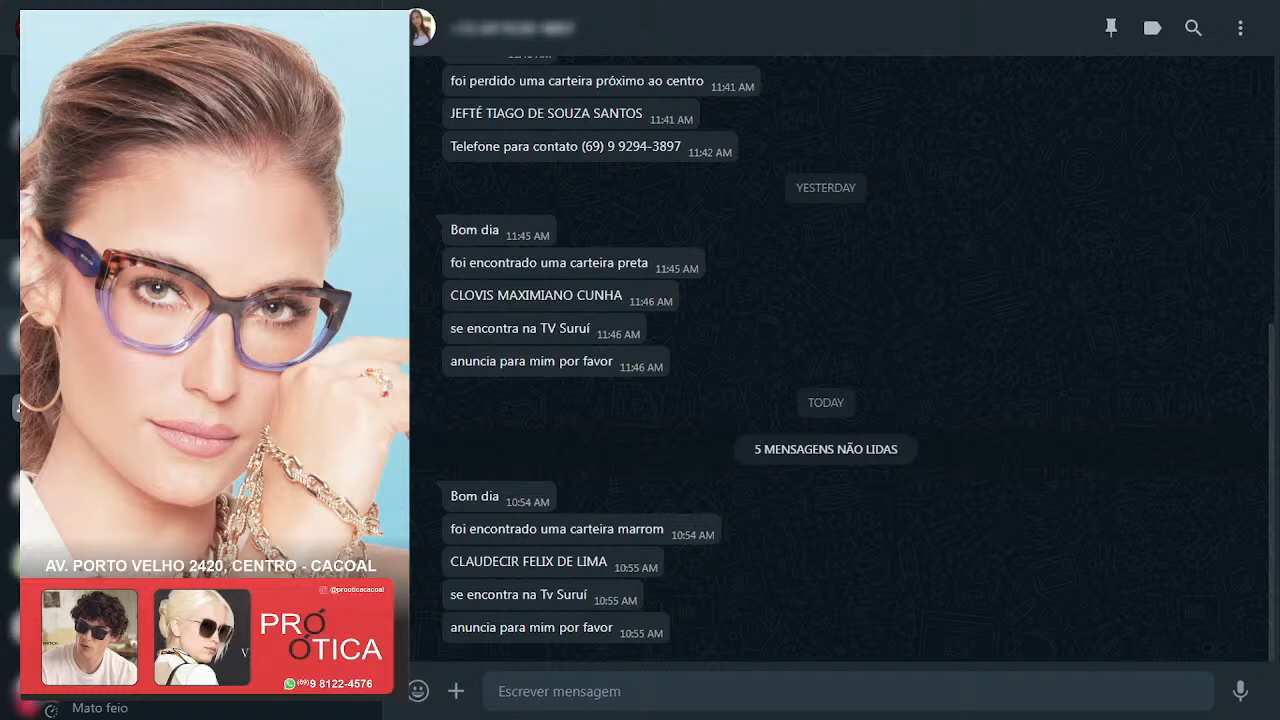 foi perdido uma carteira próximo ao centro 11:41 AM
JEFTÉ TIAGO DE SOUZA SANTOS 11:41 AM
Telefone para contato (69) 9 9294-3897 11:42 AM
YESTERDAY
Bom dia 11:45 AM
foi encontrado uma carteira preta 11:45 AM
CLOVIS MAXIMIANO CUNHA 11:46 AM
se encontra na TV Suruí 11:46 AM
anuncia para mim por favor 11:46 AM
TODAY
5 MENSAGENS NÃO LIDAS
Bom dia 10:54 AM
foi encontrado uma carteira marrom 10:54 AM
CLAUDECIR FELIX DE LIMA 10:55 AM
se encontra na Tv Suruí 10:55 AM
anuncia para mim por favor 10:55 AM
Escrever mensagem
AV. PORTO VELHO 2420, CENTRO - CACOAL
@prooticacacoal
PRÓ
ÓTICA
(69) 9 8122-4576
Mato feio